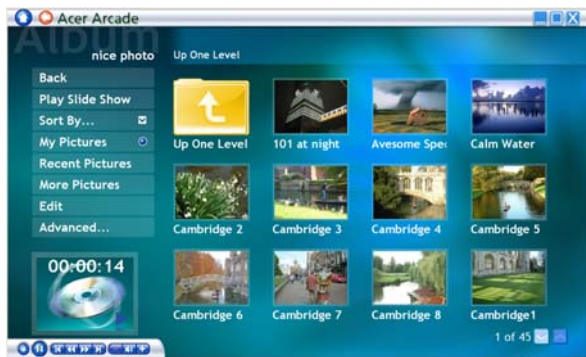 Acer Arcade
Album
nice photo
Up One Level
Back
Play Slide Show
Sort By...
My Pictures
Recent Pictures
More Pictures
Edit
Advanced...
00:00:14
Up One Level
101 at night
Avesome Spec
Calm Water
Cambridge 2
Cambridge 3
Cambridge 4
Cambridge 5
Cambridge 6
Cambridge 7
Cambridge 8
Cambridge1
1 of 45